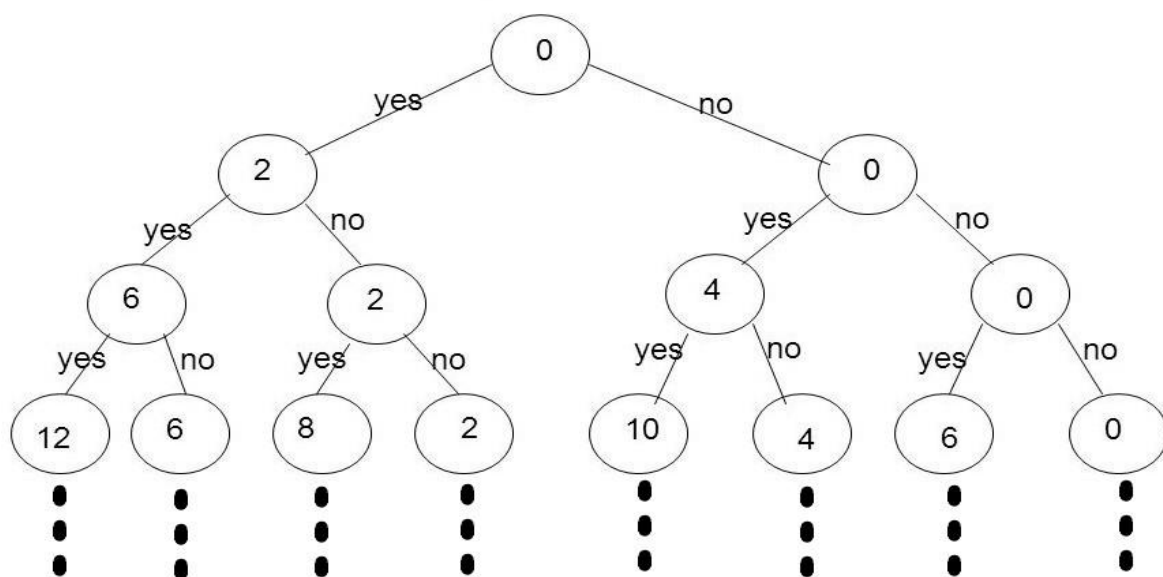 0
yes no
2 0
yes no yes no
6 2 4 0
yes no yes no yes no yes no
12 6 8 2 10 4 6 0